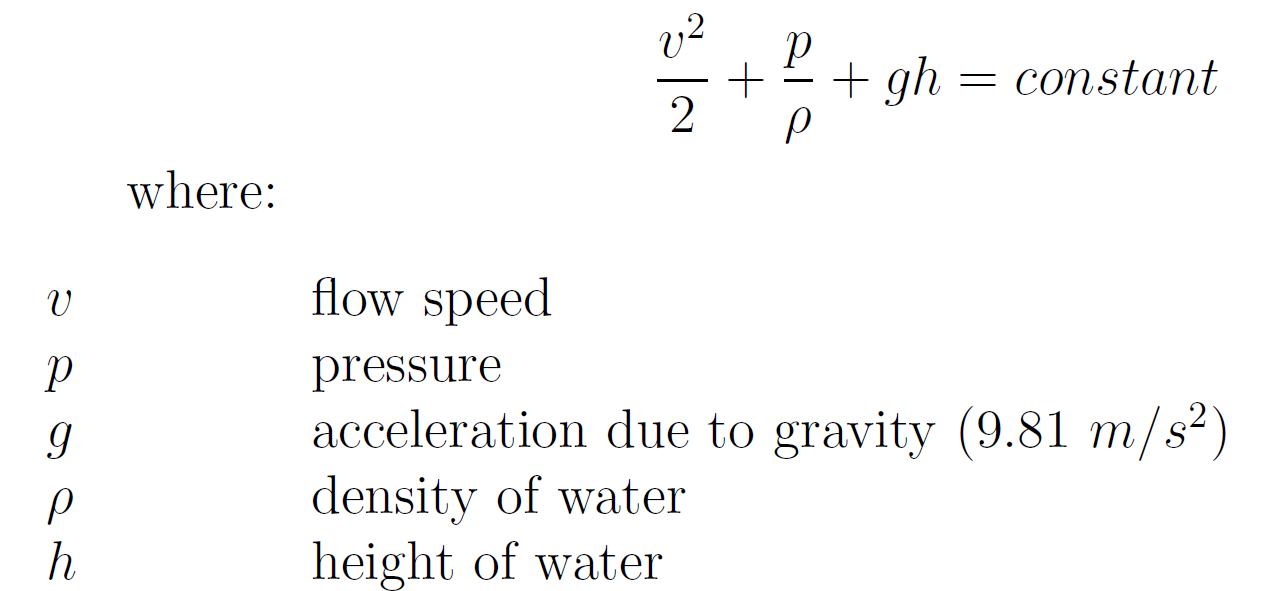 v²/2 + p/ρ + gh = constant
where:
v flow speed
p pressure
g acceleration due to gravity (9.81 m/s²)
ρ density of water
h height of water